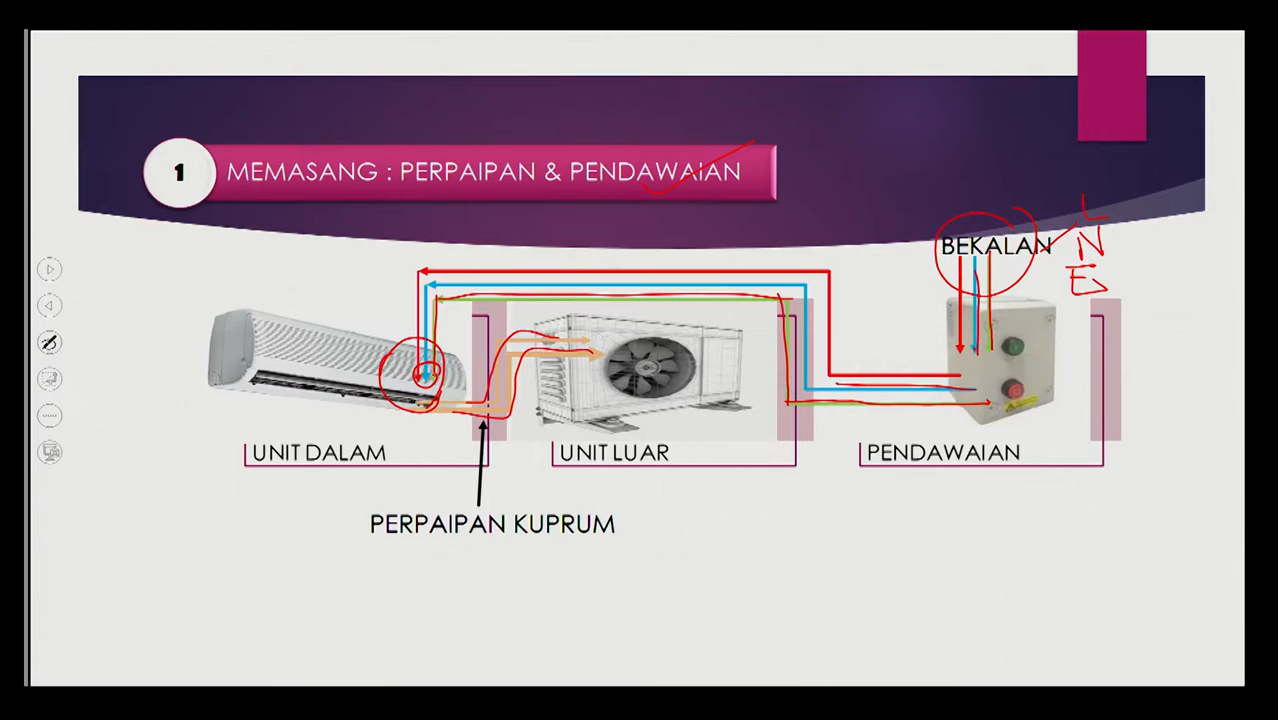 1
MEMASANG : PERPAIPAN & PENDAWAIAN
BEKALAN
L
N
E
UNIT DALAM
UNIT LUAR
PENDAWAIAN
PERPAIPAN KUPRUM